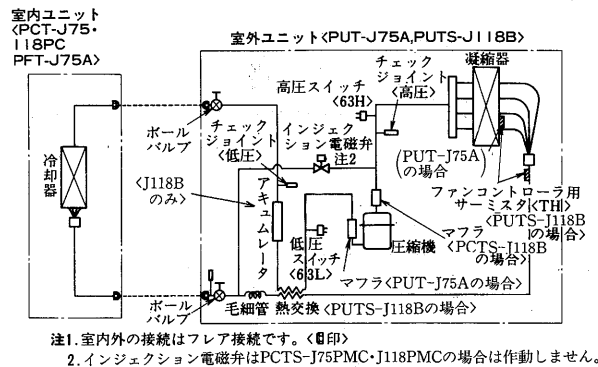 室内ユニット
<PCT-J75・
118PC
PFT-J75A>
室外ユニット<PUT-J75A,PUTS-J118B>
高圧スイッチ
<63H>
チェック
ジョイント
<高圧>
凝縮器
ボール
バルブ
チェック
ジョイント
<低圧>
インジェク
ション電磁弁
注2
(PUT-J75A
の場合)
冷却器
<J118B
のみ>
アキュムレータ
ファンコントローラ用
サーミスタ<TH>
<PUTS-J118B
の場合>
低圧
スイッチ
<63L>
圧縮機
マフラ
<PCTS-J118B
の場合>
マフラ<PUT-J75Aの場合>
ボール
バルブ
毛細管 熱交換<PUTS-J118Bの場合>
注1.室内外の接続はフレア接続です。<印>
2.インジェクション電磁弁はPCTS-J75PMC・J118PMCの場合は作動しません。